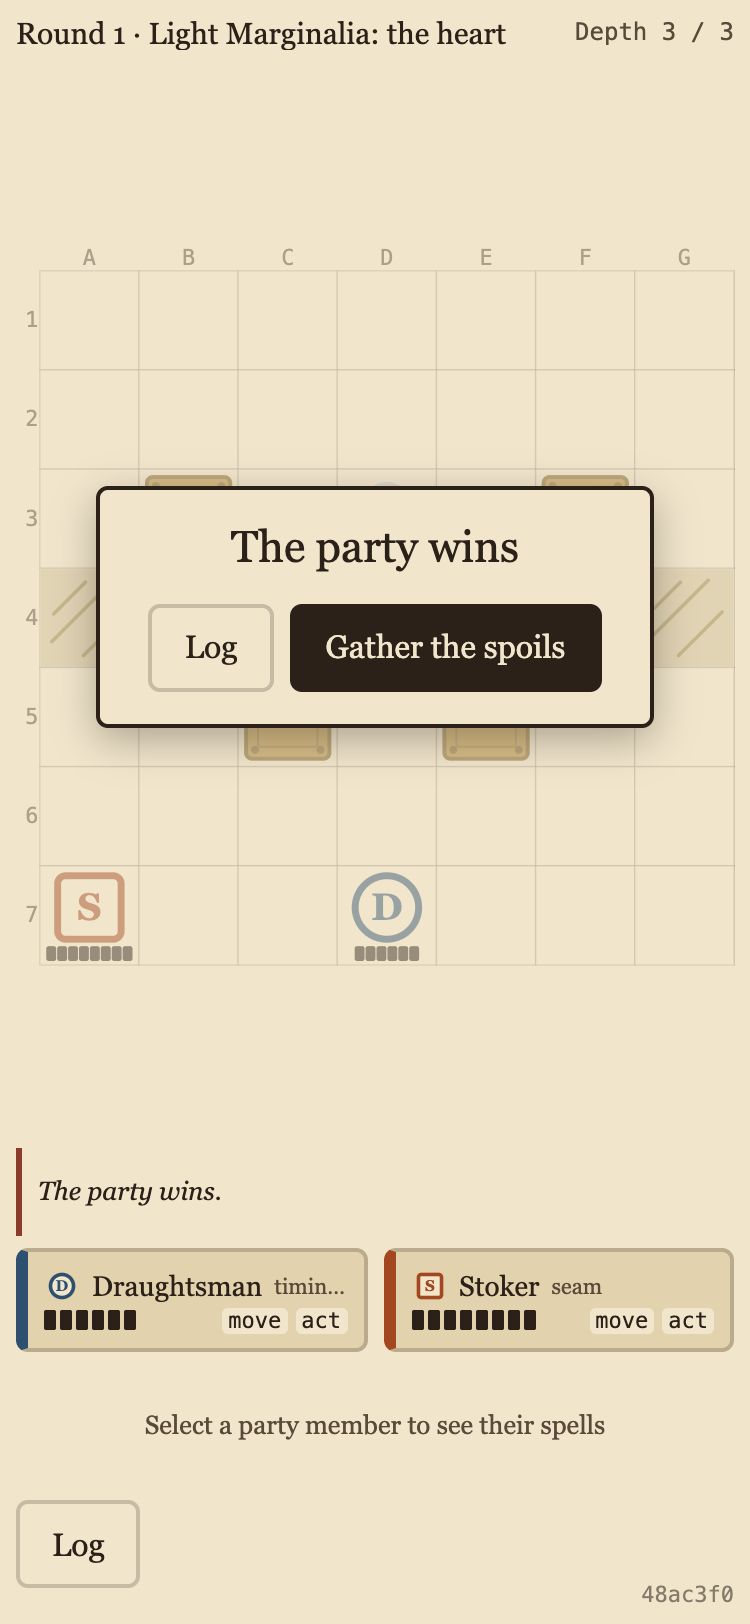 Round 1 · Light Marginalia: the heart
Depth 3 / 3
A B C D E F G
1
2
3
The party wins
4
Log
Gather the spoils
5
6
7
S
D
The party wins.
D Draughtsman timin...
move act
S Stoker seam
move act
Select a party member to see their spells
Log
48ac3f0